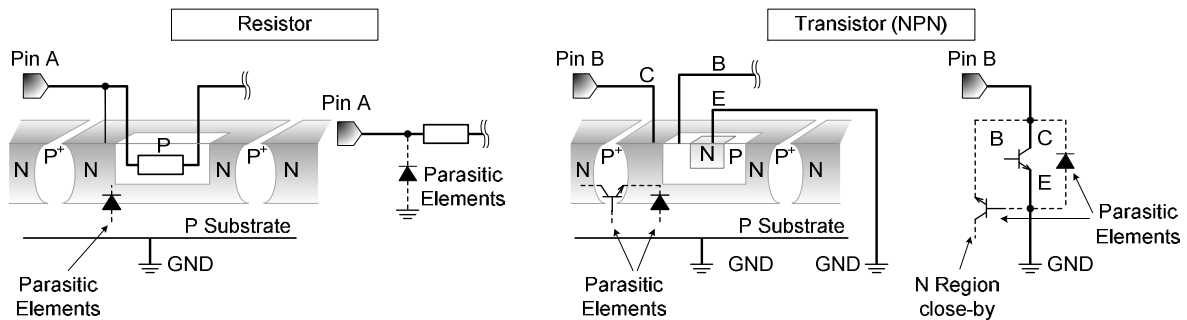 Resistor
Pin A
N
P+
N
P
N
P+
N
P Substrate
GND
Parasitic
Elements
Pin A
Parasitic
Elements
Transistor (NPN)
Pin B
C
B
E
N
P+
N
N
P
N
P+
N
P Substrate
GND
GND
Parasitic
Elements
Pin B
B
C
E
Parasitic
Elements
GND
N Region
close-by